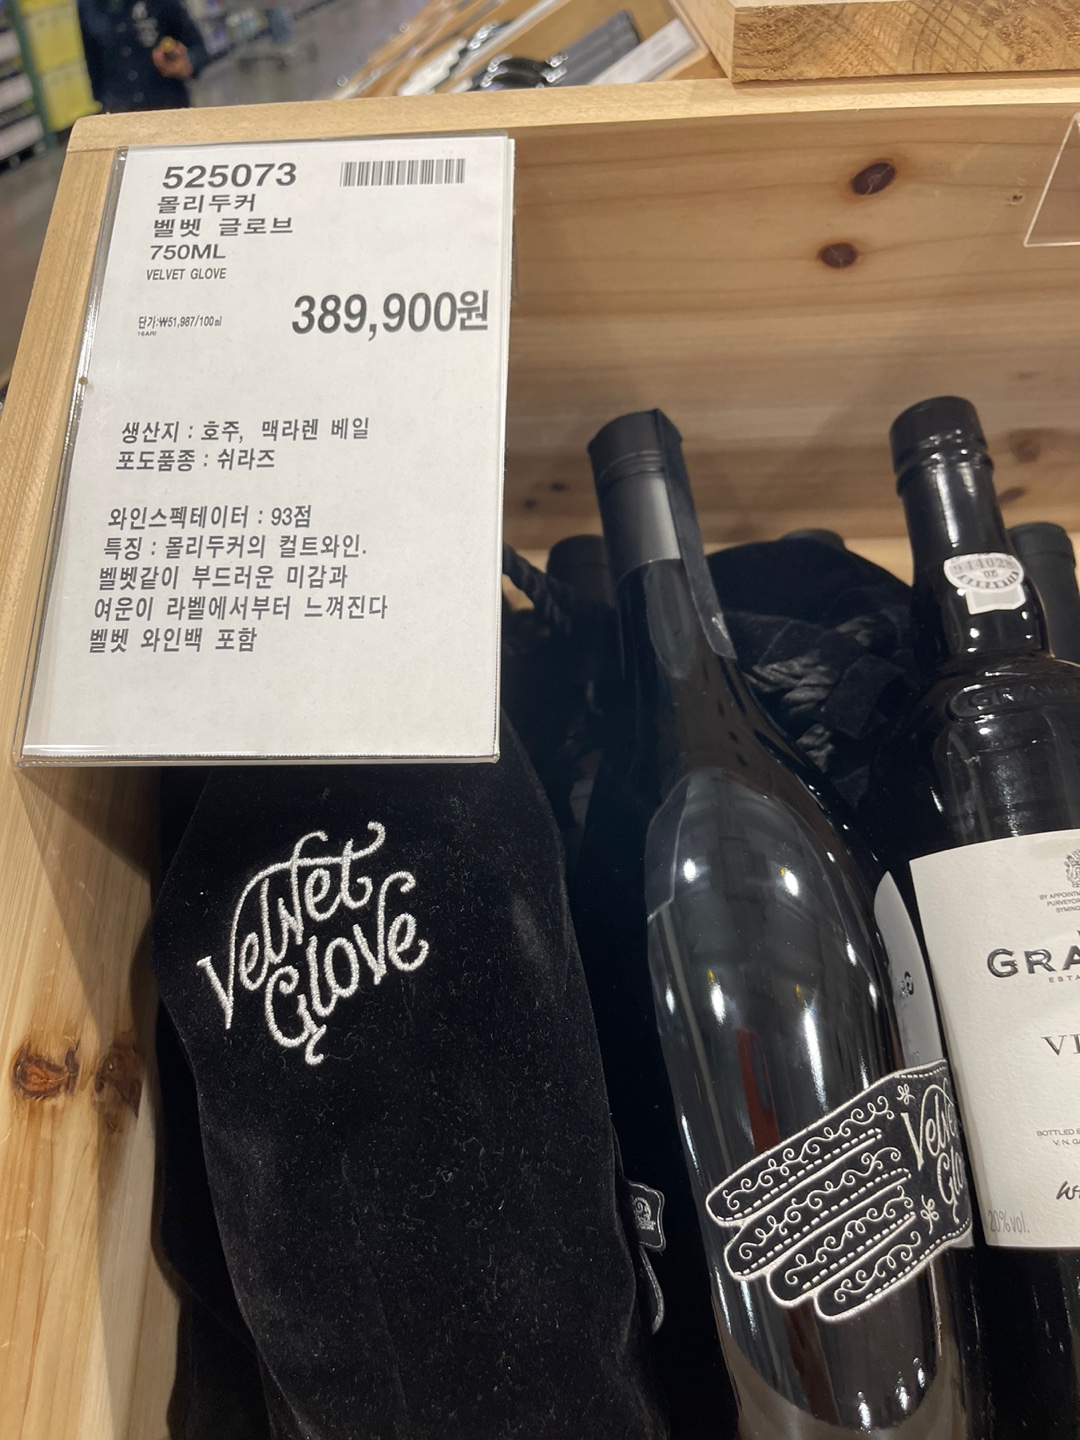 525073
몰리두커
벨벳 글로브
750ML
VELVET GLOVE
389,900원
단가:₩51,987/100㎖
생산지 : 호주, 맥라렌 베일
포도품종 : 쉬라즈
와인스펙테이터 : 93점
특징 : 몰리두커의 컬트와인.
벨벳같이 부드러운 미감과
여운이 라벨에서부터 느껴진다
벨벳 와인백 포함
Velvet
Glove
Velve
Glo
GRA
VI
20%vol.